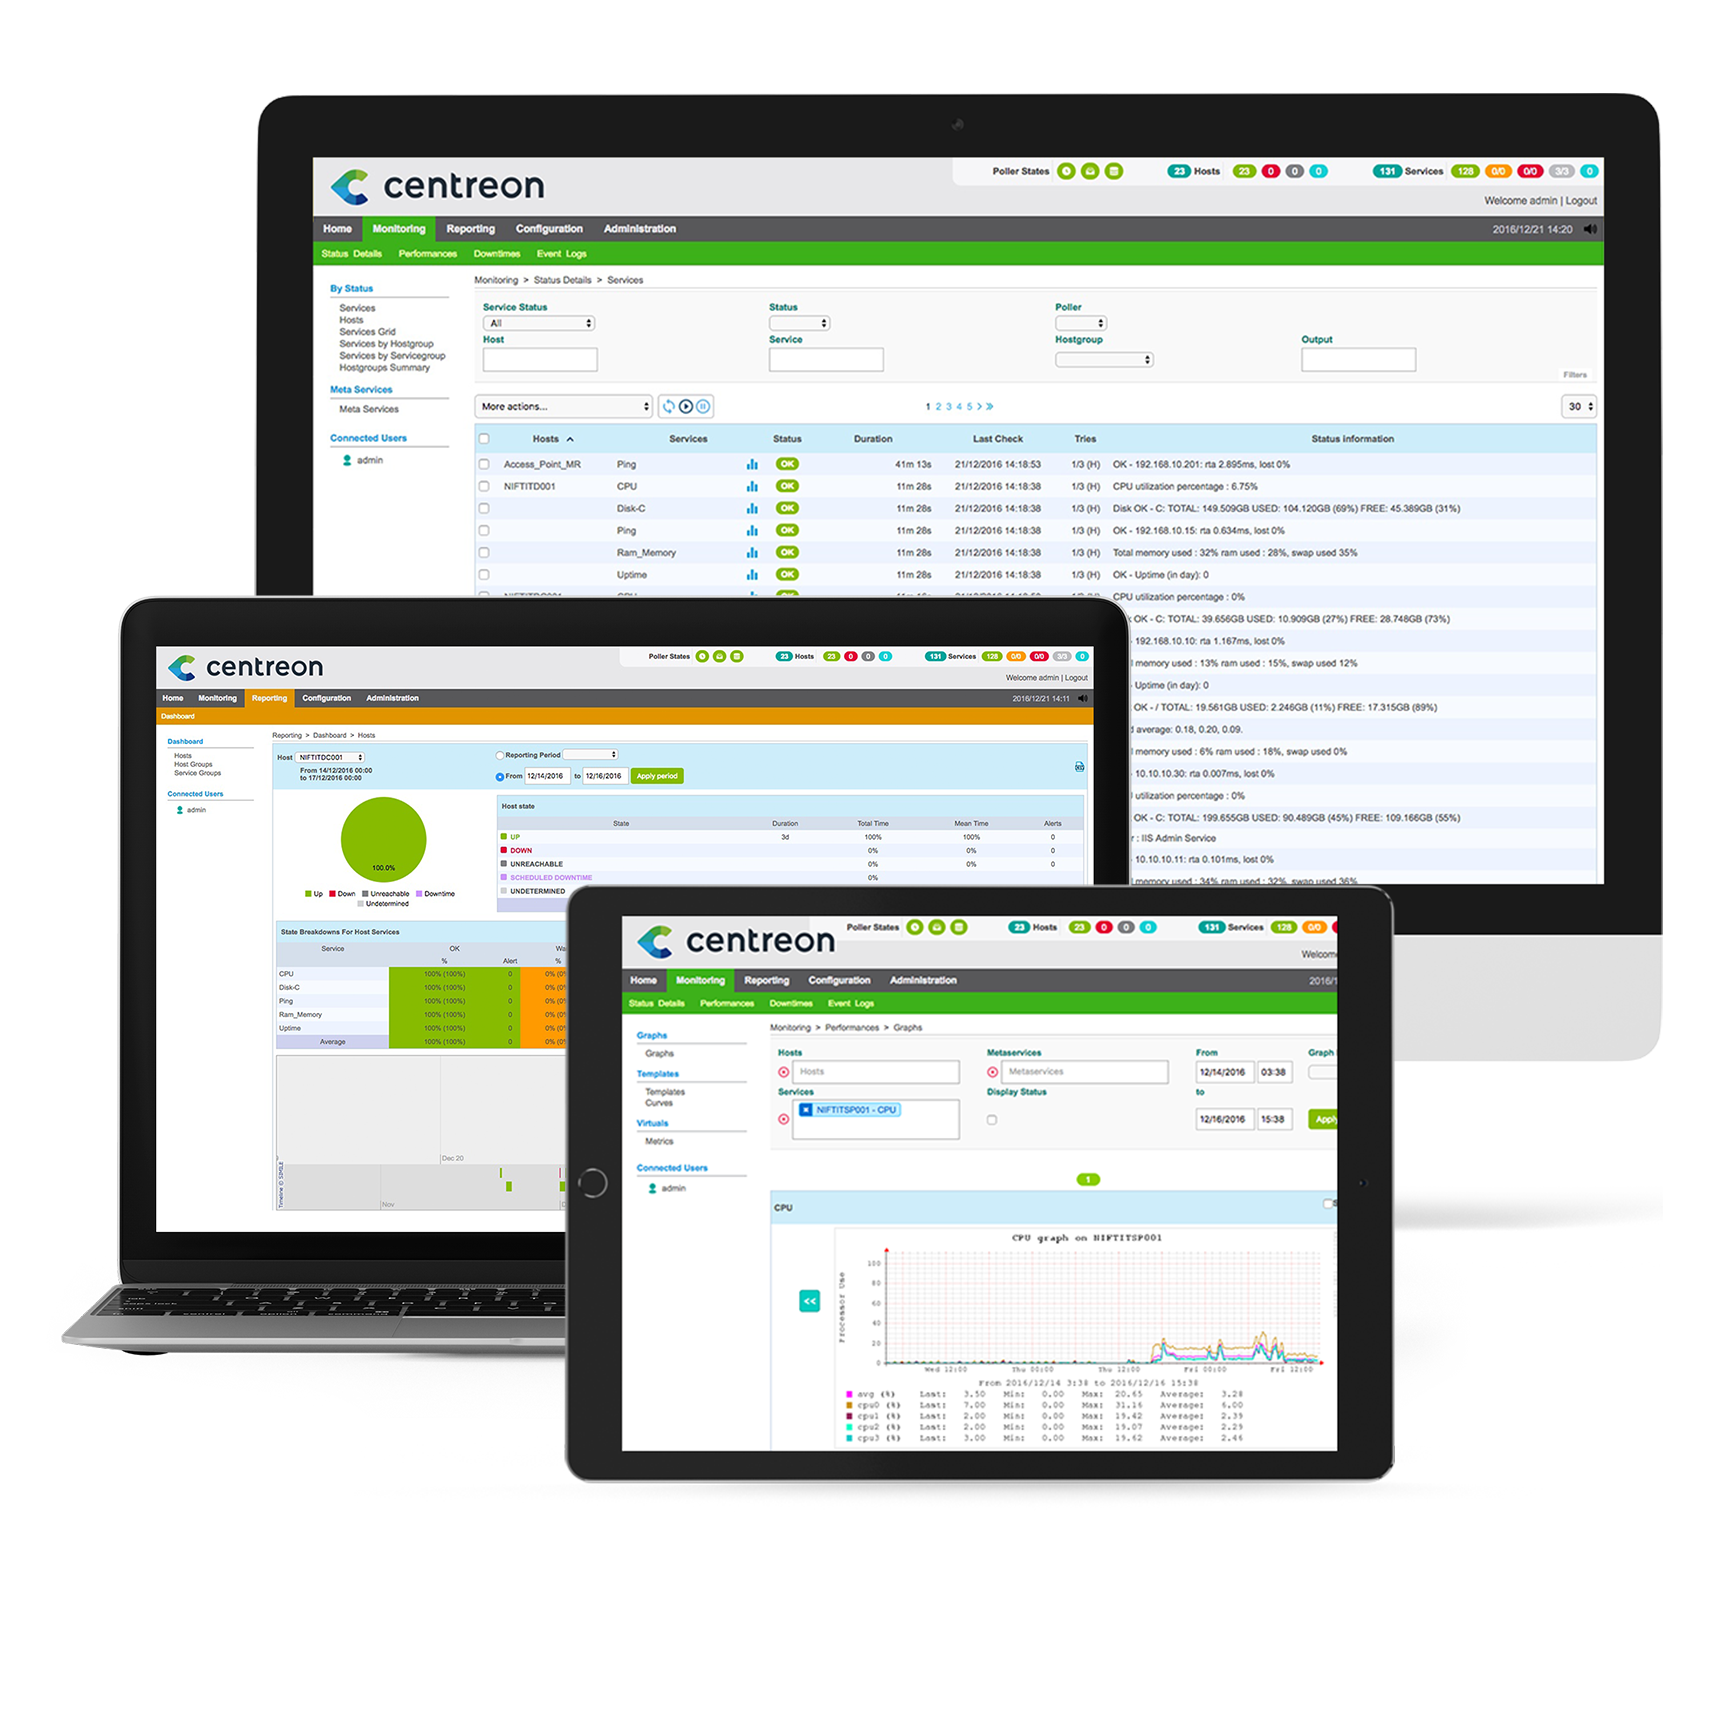 centreon
Poller States 23 Hosts 23 0 0 0 131 Services 128 0/0 0/0 3/3 0
Welcome admin | Logout
Home Monitoring Reporting Configuration Administration 2016/12/21 14:20
Status Details Performances Downtimes Event Logs
By Status
Services
Hosts
Services Grid
Services by Hostgroup
Services by Servicegroup
Hostgroups Summary
Meta Services
Meta Services
Connected Users
admin
Monitoring > Status Details > Services
Service Status Status Poller
All
Host Service Hostgroup Output
Filters
More actions... 1 2 3 4 5 30
Hosts Services Status Duration Last Check Tries Status information
Access_Point_MR Ping OK 41m 13s 21/12/2016 14:18:53 1/3 (H) OK - 192.168.10.201: rta 2.895ms, lost 0%
NIFTITD001 CPU OK 11m 28s 21/12/2016 14:18:38 1/3 (H) CPU utilization percentage : 6.75%
Disk-C OK 11m 28s 21/12/2016 14:18:38 1/3 (H) Disk OK - C: TOTAL: 149.509GB USED: 104.120GB (69%) FREE: 45.389GB (31%)
Ping OK 11m 28s 21/12/2016 14:18:38 1/3 (H) OK - 192.168.10.15: rta 0.634ms, lost 0%
Ram_Memory OK 11m 28s 21/12/2016 14:18:38 1/3 (H) Total memory used : 32% ram used : 28%, swap used 35%
Uptime OK 11m 28s 21/12/2016 14:18:38 1/3 (H) OK - Uptime (in day): 0
CPU utilization percentage : 0%
OK - C: TOTAL: 39.656GB USED: 10.909GB (27%) FREE: 28.748GB (73%)
- 192.168.10.10: rta 1.167ms, lost 0%
memory used : 13% ram used : 15%, swap used 12%
- Uptime (in day): 0
OK - / TOTAL: 19.561GB USED: 2.246GB (11%) FREE: 17.315GB (89%)
average: 0.18, 0.20, 0.09.
memory used : 6% ram used : 18%, swap used 0%
- 10.10.10.30: rta 0.007ms, lost 0%
utilization percentage : 0%
OK - C: TOTAL: 199.655GB USED: 90.489GB (45%) FREE: 109.166GB (55%)
: IIS Admin Service
- 10.10.10.11: rta 0.101ms, lost 0%
memory used : 34% ram used : 32%, swap used 36%
centreon
Poller States 23 Hosts 23 0 0 0 131 Services 128 0/0 0/0 3/3 0
Welcome admin | Logout
Home Monitoring Reporting Configuration Administration 2016/12/21 14:11
Dashboard
Dashboard
Hosts
Host Groups
Service Groups
Connected Users
admin
Reporting > Dashboard > Hosts
Host NIFTITDC001 Reporting Period
From 14/12/2016 00:00
to 17/12/2016 00:00
From 12/14/2016 to 12/16/2016 Apply period
100.0%
Up Down Unreachable Downtime
Undetermined
Host state
State Duration Total Time Mean Time Alerts
UP 3d 100% 100% 0
DOWN 0% 0% 0
UNREACHABLE 0% 0% 0
SCHEDULED DOWNTIME 0%
UNDETERMINED
State Breakdowns For Host Services
Service OK
% Alert %
CPU 100% (100%) 0
Disk-C 100% (100%) 0
Ping 100% (100%) 0
Ram_Memory 100% (100%) 0
Uptime 100% (100%) 0
Average 100% (100%) 0
Dec 20
Timeline © SIMILE
Nov
centreon
Poller States 23 Hosts 23 0 0 0 131 Services 128 0/0
Welcome
Home Monitoring Reporting Configuration Administration 2016/1
Status Details Performances Downtimes Event Logs
Graphs
Graphs
Templates
Templates
Curves
Virtuals
Metrics
Connected Users
admin
Monitoring > Performances > Graphs
Hosts Metaservices From Graph
Hosts Metaservices 12/14/2016 03:38
Services Display Status to
NIFTITSP001 - CPU 12/16/2016 15:38 Apply
1
CPU
CPU graph on NIFTITSP001
Processor Use
100
80
60
40
20
0
Wed 12:00 Thu 00:00 Thu 12:00 Fri 00:00 Fri 12:00
From 2016/12/14 3:38 to 2016/12/16 15:38
avg (%) Last: 3.50 Min: 0.00 Max: 20.65 Average: 3.28
cpu0 (%) Last: 7.00 Min: 0.00 Max: 31.16 Average: 6.00
cpu1 (%) Last: 2.00 Min: 0.00 Max: 19.42 Average: 2.39
cpu2 (%) Last: 2.00 Min: 0.00 Max: 19.07 Average: 2.29
cpu3 (%) Last: 3.00 Min: 0.00 Max: 19.62 Average: 2.46